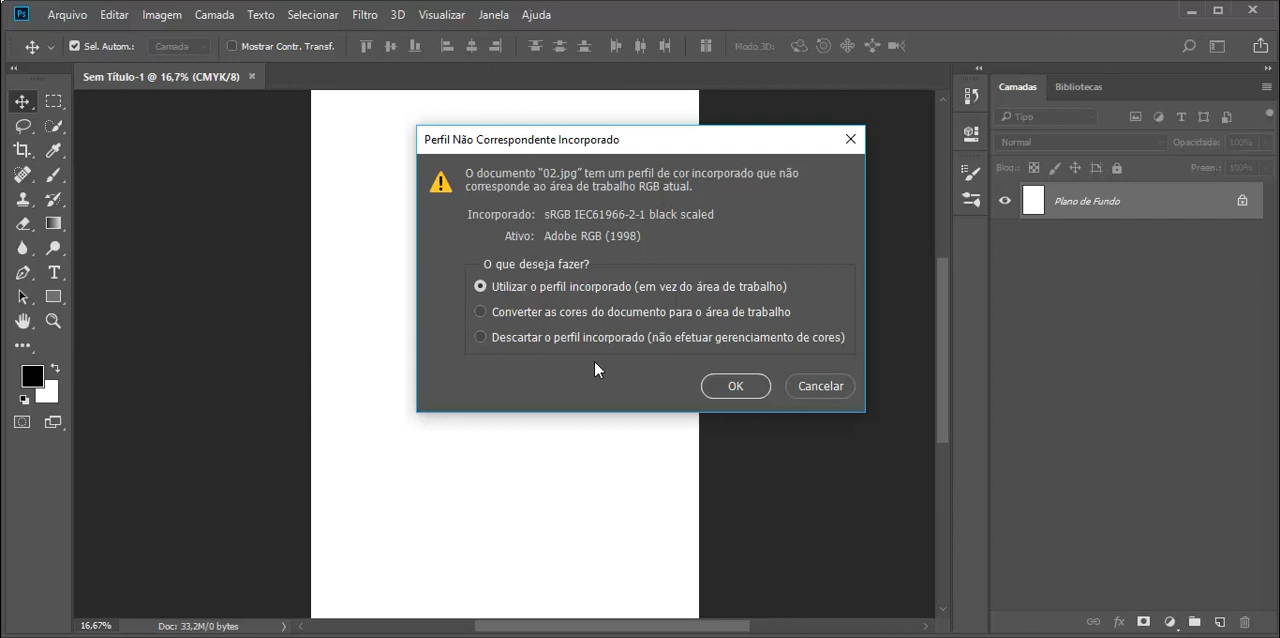 Ps Arquivo Editar Imagem Camada Texto Selecionar Filtro 3D Visualizar Janela Ajuda
Sel. Autom.: Camada Mostrar Contr. Transf. Modo 3D:
Sem Título-1 @ 16,7% (CMYK/8)
Camadas Bibliotecas
Tipo
Normal Opacidade: 100%
Bloq.: Preen.: 100%
Plano de Fundo
Perfil Não Correspondente Incorporado
O documento “02.jpg” tem um perfil de cor incorporado que não
corresponde ao área de trabalho RGB atual.
Incorporado: sRGB IEC61966-2-1 black scaled
Ativo: Adobe RGB (1998)
O que deseja fazer?
Utilizar o perfil incorporado (em vez do área de trabalho)
Converter as cores do documento para o área de trabalho
Descartar o perfil incorporado (não efetuar gerenciamento de cores)
OK Cancelar
16,67% Doc: 33,2M/0 bytes
fx